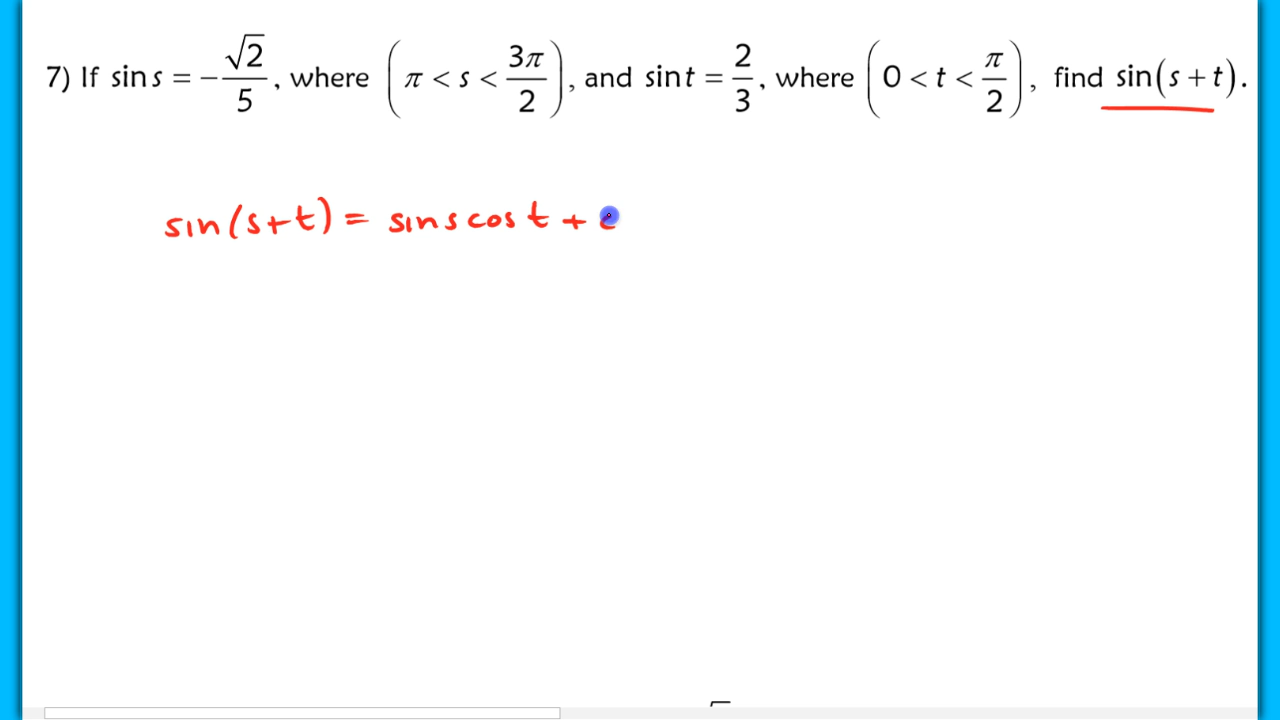 7) If sin s = −√2/5, where (π < s < 3π/2), and sin t = 2/3, where (0 < t < π/2), find sin(s + t).
sin(s+t) = sin s cos t +